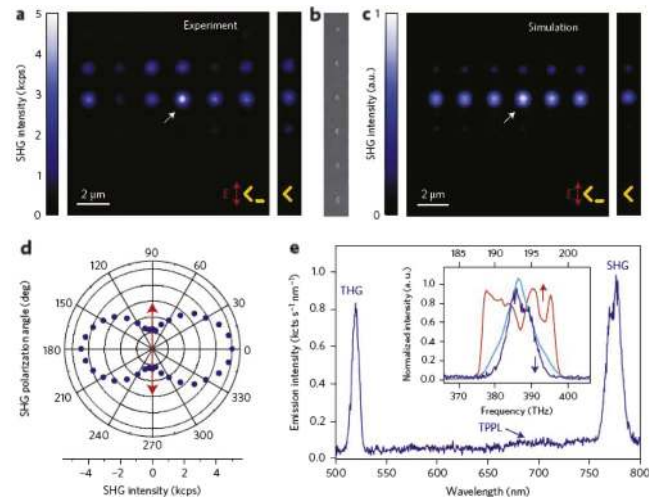 a
b
c
SHG intensity (kcps)
5
4
3
2
1
0
Experiment
2 μm
E
SHG intensity (a.u.)
1
0
Simulation
2 μm
E
d
SHG polarization angle (deg)
90
120
60
150
30
180
0
210
330
240
300
270
−4 −2 0 2 4
SHG intensity (kcps)
e
Emission intensity (kcts s⁻¹ nm⁻¹)
1.0
0.8
0.6
0.4
0.2
0.0
THG
SHG
TPPL
500 550 600 650 700 750 800
Wavelength (nm)
185 190 195 200
Normalized intensity (a. u.)
1.0
0.8
0.6
0.4
0.2
0.0
370 380 390 400
Frequency (THz)